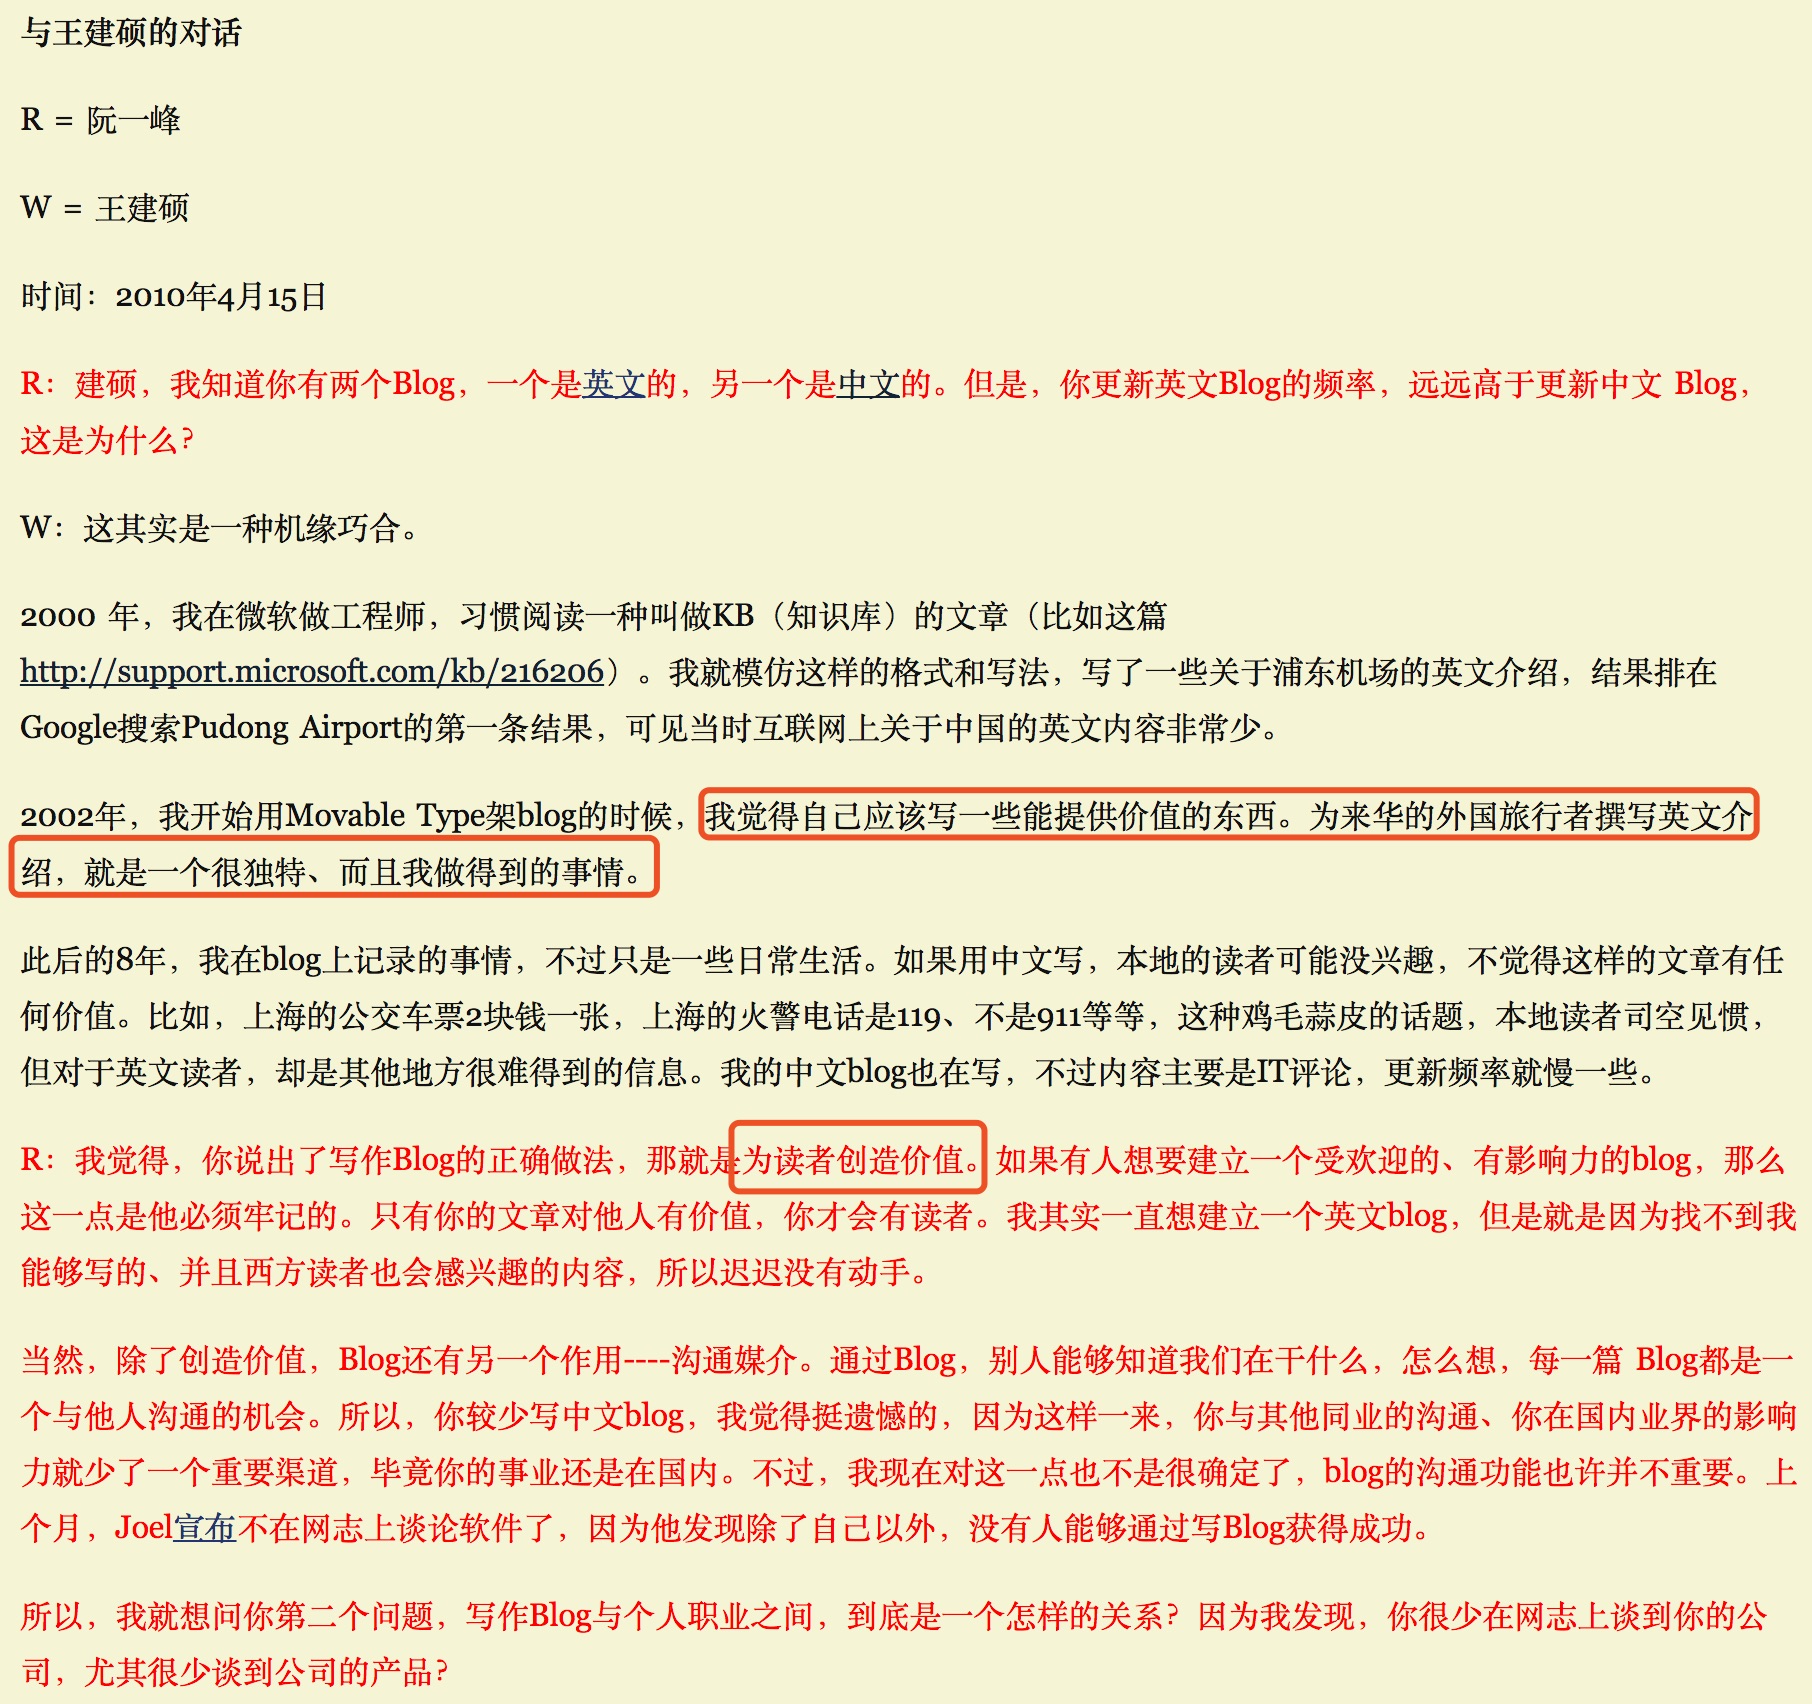 与王建硕的对话
R = 阮一峰
W = 王建硕
时间：2010年4月15日
R：建硕，我知道你有两个Blog，一个是英文的，另一个是中文的。但是，你更新英文Blog的频率，远远高于更新中文 Blog，
这是为什么？
W：这其实是一种机缘巧合。
2000 年，我在微软做工程师，习惯阅读一种叫做KB（知识库）的文章（比如这篇
http://support.microsoft.com/kb/216206）。我就模仿这样的格式和写法，写了一些关于浦东机场的英文介绍，结果排在
Google搜索Pudong Airport的第一条结果，可见当时互联网上关于中国的英文内容非常少。
2002年，我开始用Movable Type架blog的时候，我觉得自己应该写一些能提供价值的东西。为来华的外国旅行者撰写英文介
绍，就是一个很独特、而且我做得到的事情。
此后的8年，我在blog上记录的事情，不过只是一些日常生活。如果用中文写，本地的读者可能没兴趣，不觉得这样的文章有任
何价值。比如，上海的公交车票2块钱一张，上海的火警电话是119、不是911等等，这种鸡毛蒜皮的话题，本地读者司空见惯，
但对于英文读者，却是其他地方很难得到的信息。我的中文blog也在写，不过内容主要是IT评论，更新频率就慢一些。
R：我觉得，你说出了写作Blog的正确做法，那就是为读者创造价值。如果有人想要建立一个受欢迎的、有影响力的blog，那么
这一点是他必须牢记的。只有你的文章对他人有价值，你才会有读者。我其实一直想建立一个英文blog，但是就是因为找不到我
能够写的、并且西方读者也会感兴趣的内容，所以迟迟没有动手。
当然，除了创造价值，Blog还有另一个作用----沟通媒介。通过Blog，别人能够知道我们在干什么，怎么想，每一篇 Blog都是一
个与他人沟通的机会。所以，你较少写中文blog，我觉得挺遗憾的，因为这样一来，你与其他同业的沟通、你在国内业界的影响
力就少了一个重要渠道，毕竟你的事业还是在国内。不过，我现在对这一点也不是很确定了，blog的沟通功能也许并不重要。上
个月，Joel宣布不在网志上谈论软件了，因为他发现除了自己以外，没有人能够通过写Blog获得成功。
所以，我就想问你第二个问题，写作Blog与个人职业之间，到底是一个怎样的关系？因为我发现，你很少在网志上谈到你的公
司，尤其很少谈到公司的产品？